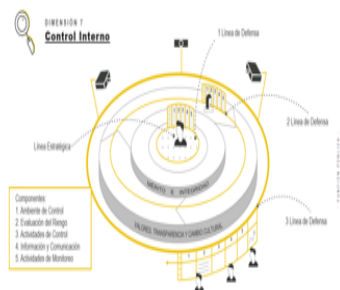 DIMENSIÓN 7
Control Interno
1 Línea de Defensa
2 Línea de Defensa
Línea Estratégica
MÉRITO E INTEGRIDAD
VALORES, TRANSPARENCIA Y CAMBIO CULTURAL
3 Línea de Defensa
Componentes:
1. Ambiente de Control
2. Evaluación del Riesgo
3. Actividades de Control
4. Información y Comunicación
5. Actividades de Monitoreo